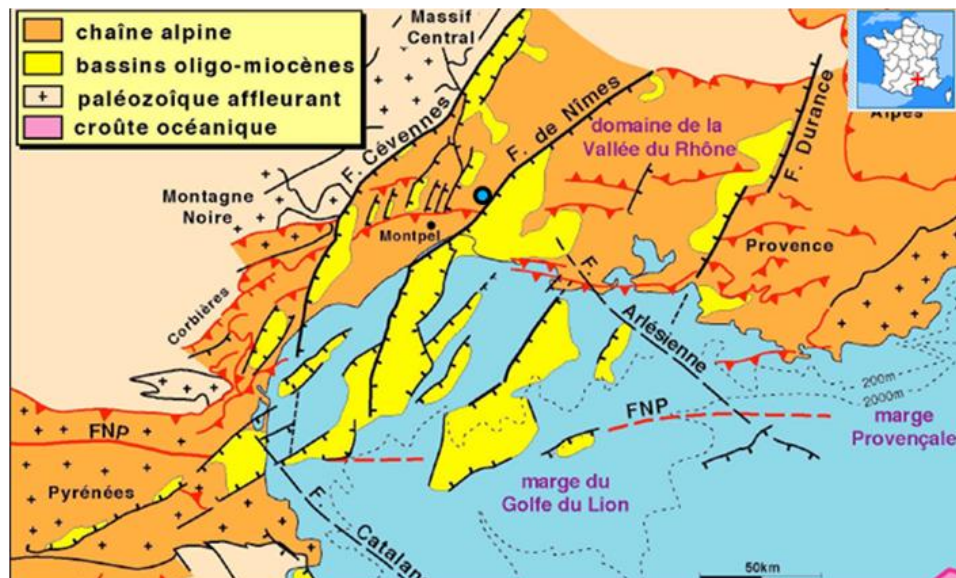 chaîne alpine
bassins oligo-miocènes
paléozoîque affleurant
croûte océanique
Massif
Central
F. Cévennes
F. de Nîmes
domaine de la
Vallée du Rhône
F. Durance
Alpes
Montagne
Noire
Montpel
Provence
Corbières
F. Arlésienne
200m
2000m
FNP
marge
Provençale
FNP
Pyrénées
marge du
Golfe du Lion
F. Catalan
50km